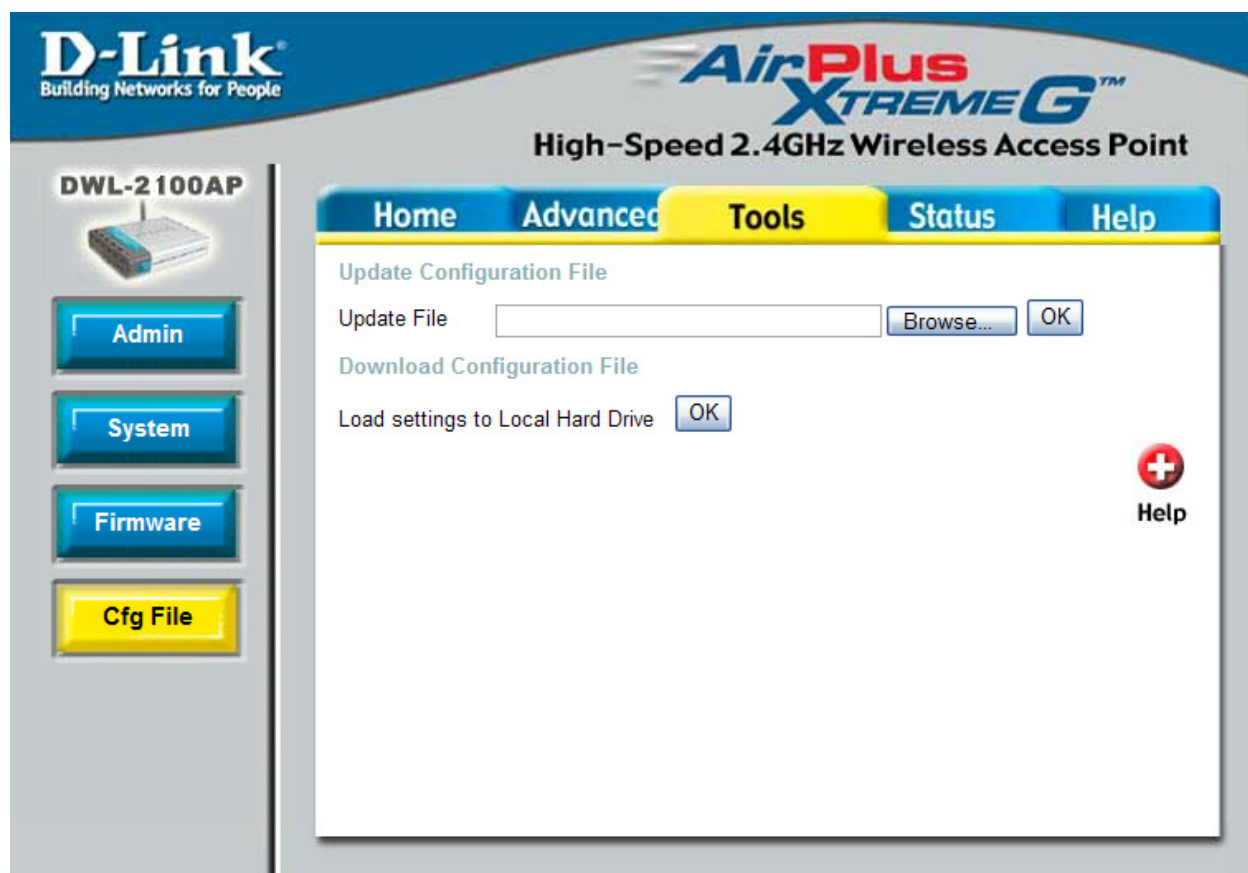 D-Link
Building Networks for People
AirPlus
XTREME G™
High-Speed 2.4GHz Wireless Access Point
DWL-2100AP
Home Advanced Tools Status Help
Update Configuration File
Update File Browse... OK
Download Configuration File
Load settings to Local Hard Drive OK
Help
Admin
System
Firmware
Cfg File